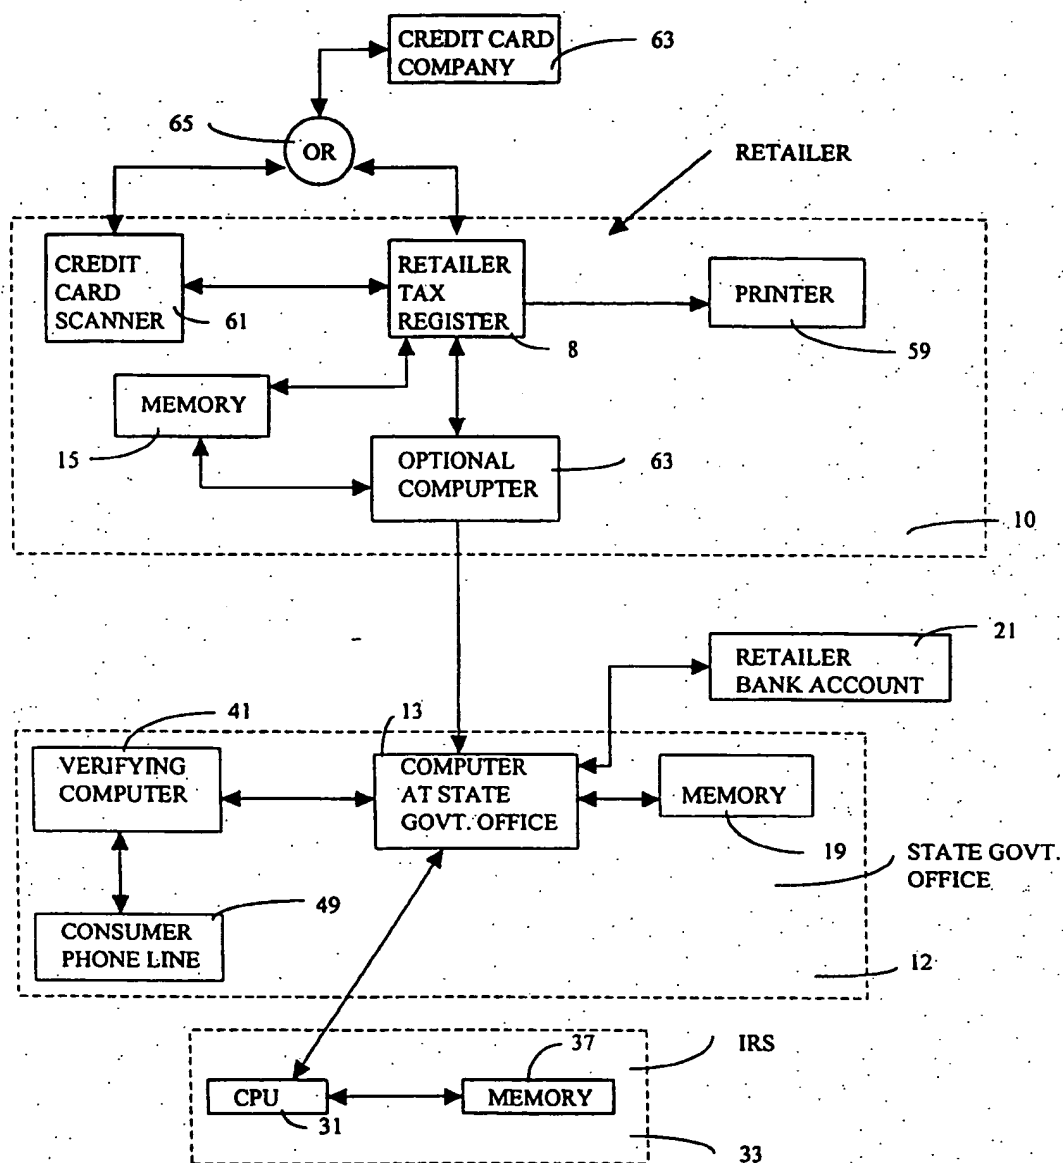 CREDIT CARD
COMPANY
63
65
OR
RETAILER
CREDIT
CARD
SCANNER
61
RETAILER
TAX
REGISTER
8
PRINTER
59
MEMORY
15
OPTIONAL
COMPUPTER
63
10
21
RETAILER
BANK ACCOUNT
41
13
VERIFYING
COMPUTER
COMPUTER
AT STATE
GOVT. OFFICE
MEMORY
19
STATE GOVT.
OFFICE
49
CONSUMER
PHONE LINE
12
37
IRS
CPU
31
MEMORY
33